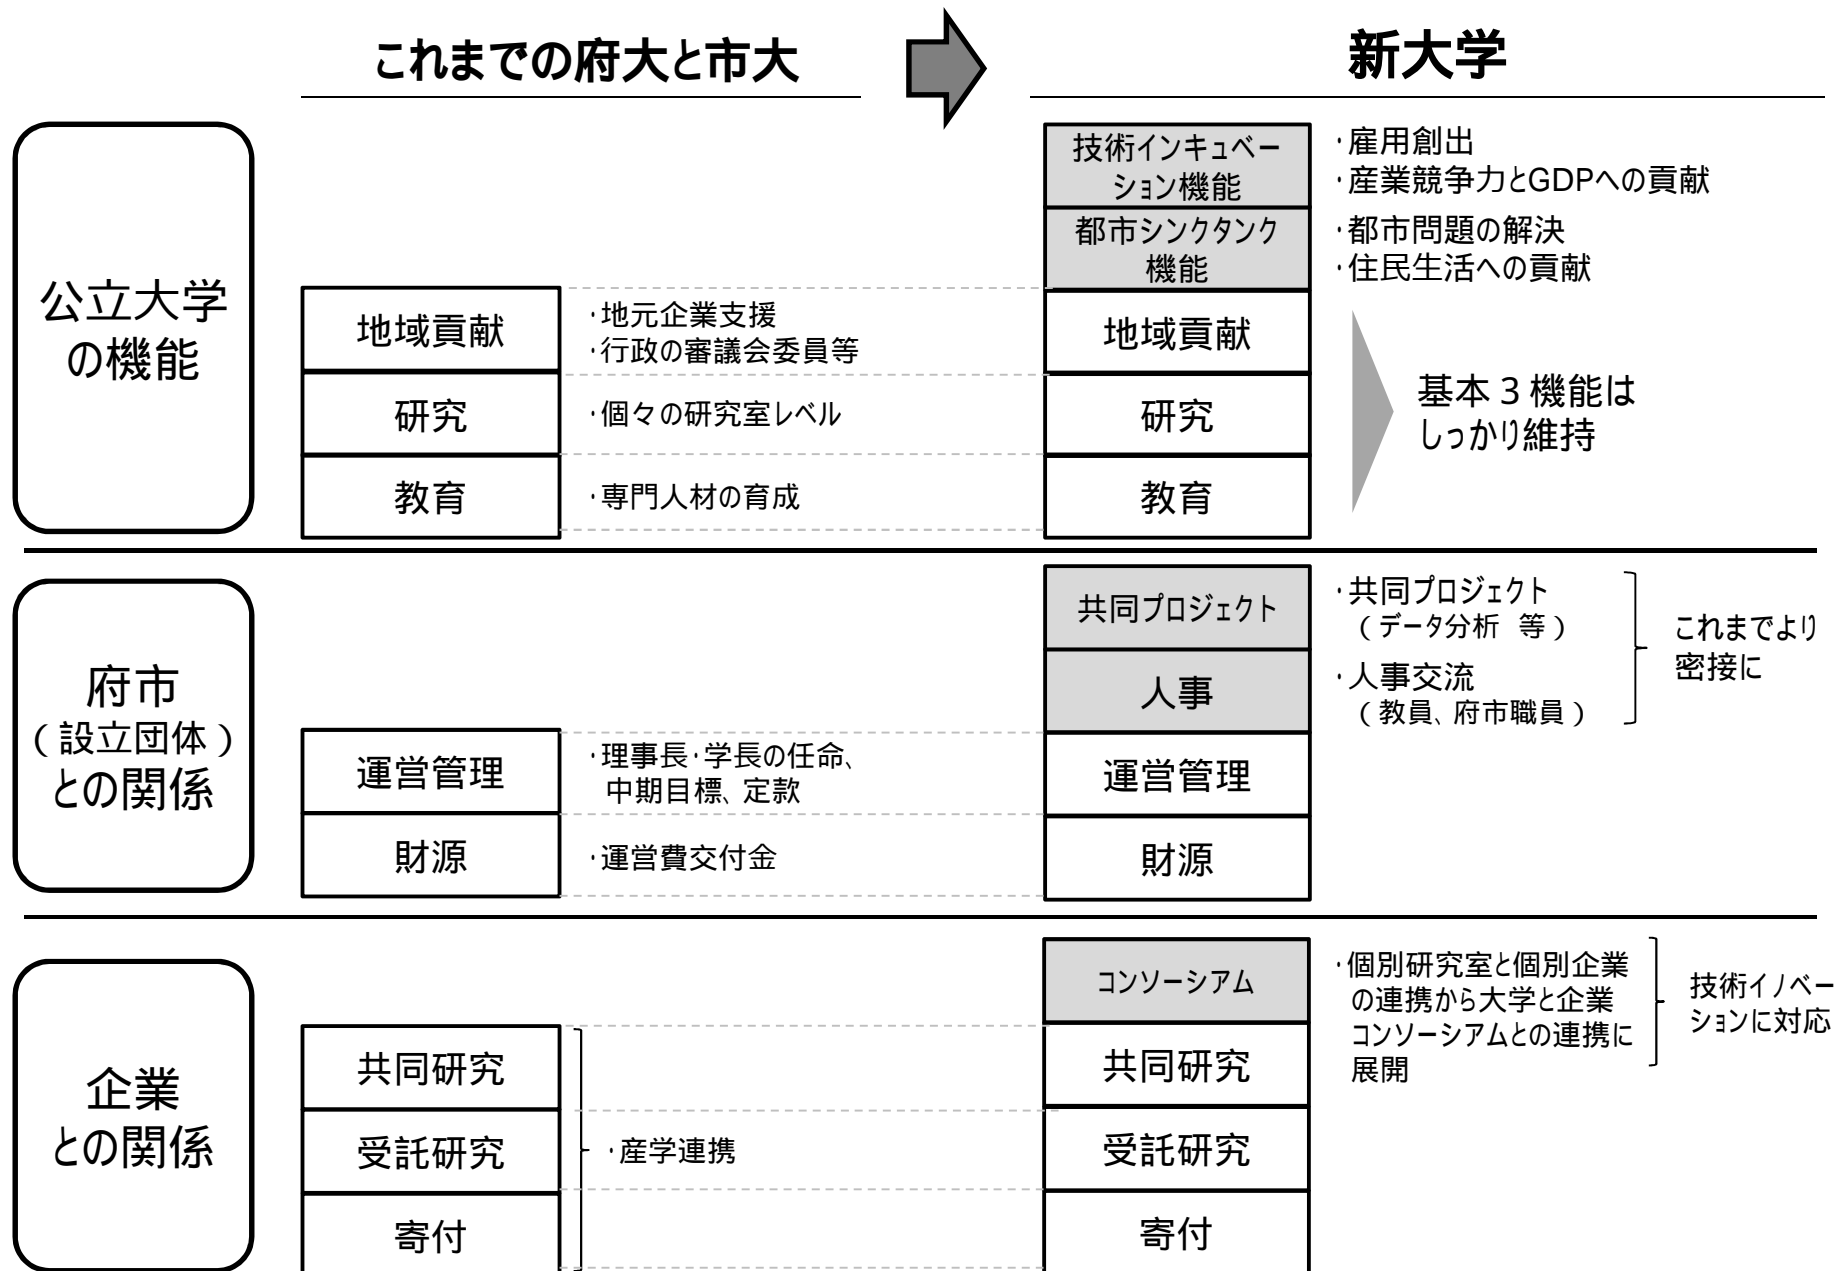 これまでの府大と市大
新大学
公立大学
の機能
地域貢献
・地元企業支援
・行政の審議会委員等
研究
・個々の研究室レベル
教育
・専門人材の育成
技術インキュベー
ション機能
・雇用創出
・産業競争力とGDPへの貢献
都市シンクタンク
機能
・都市問題の解決
・住民生活への貢献
地域貢献
研究
教育
基本３機能は
しっかり維持
府市
（設立団体）
との関係
運営管理
・理事長・学長の任命、
中期目標、定款
財源
・運営費交付金
共同プロジェクト
・共同プロジェクト
（データ分析 等）
人事
・人事交流
（教員、府市職員）
これまでより
密接に
運営管理
財源
企業
との関係
共同研究
受託研究
寄付
・産学連携
コンソーシアム
・個別研究室と個別企業
の連携から大学と企業
コンソーシアムとの連携に
展開
技術イノベー
ションに対応
共同研究
受託研究
寄付